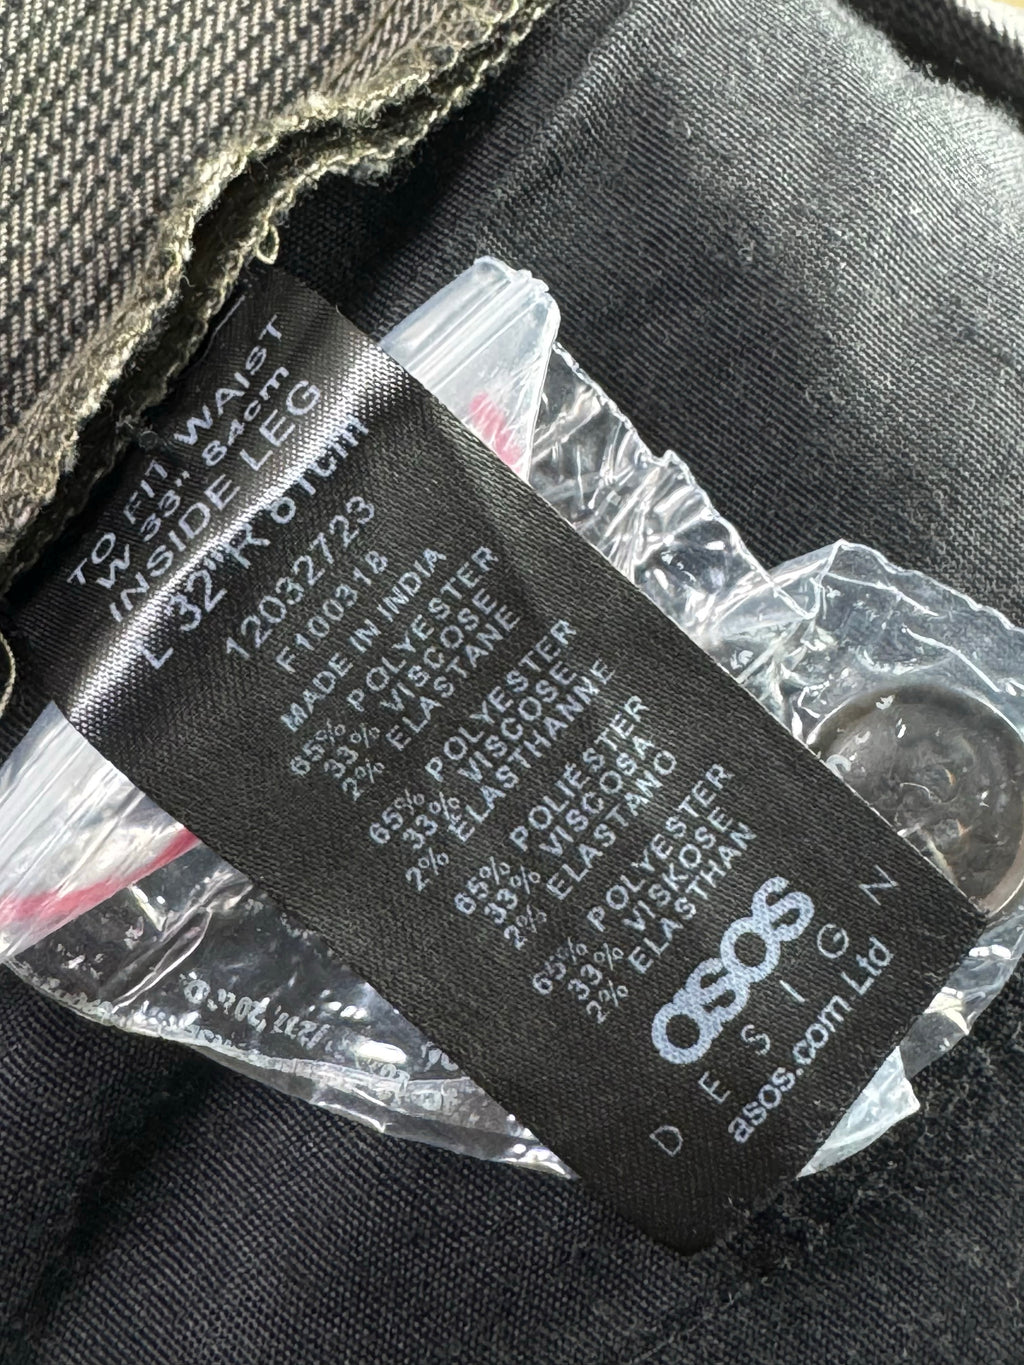 TO FIT WAIST
W 33" 84cm
INSIDE LEG
L 32"R 81cm
12032723
F100318
MADE IN INDIA
65% POLYESTER
33% VISCOSE
2% ELASTANE
65% POLYESTER
33% VISCOSE
2% ELASTHANNE
65% POLIESTER
33% VISCOSA
2% ELASTANO
65% POLYESTER
33% VISKOSE
2% ELASTHAN
asos
DESIGN
asos.com Ltd